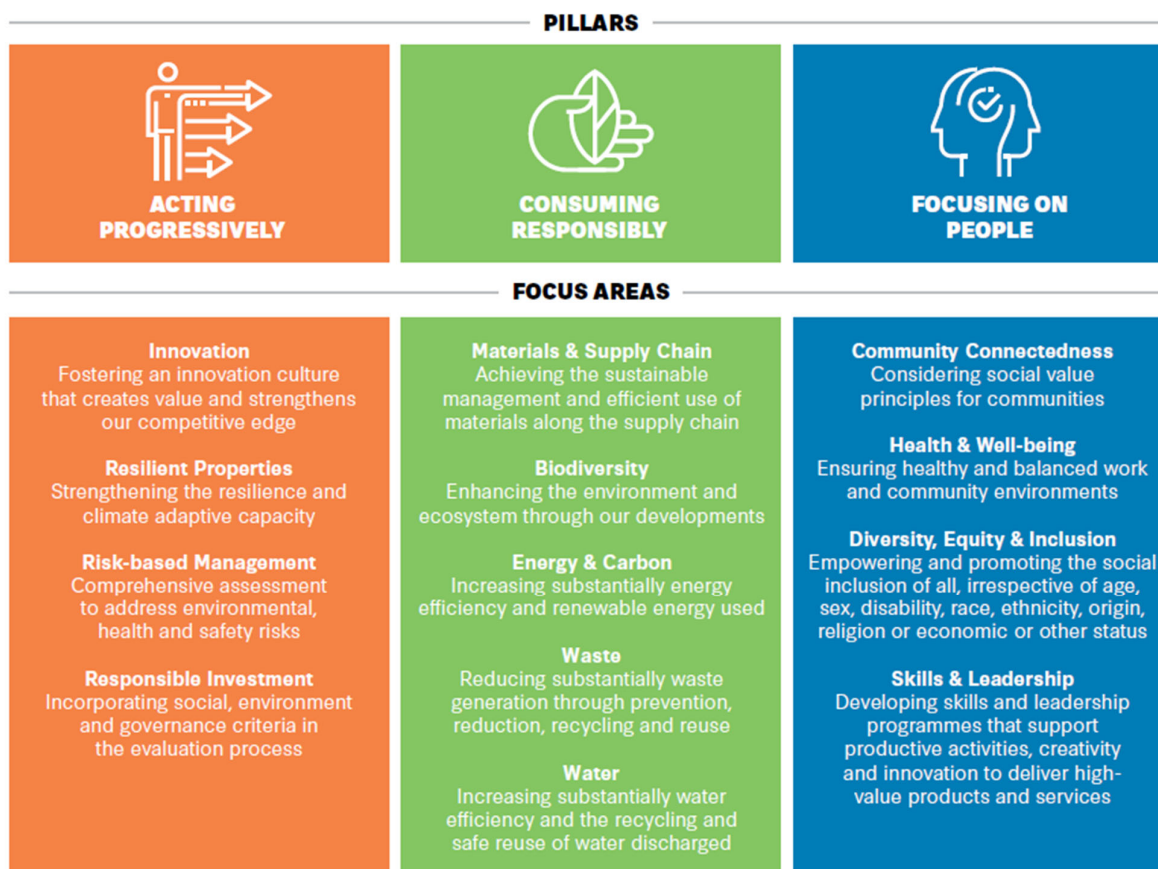 PILLARS
ACTING
PROGRESSIVELY
CONSUMING
RESPONSIBLY
FOCUSING ON
PEOPLE
FOCUS AREAS
Innovation
Fostering an innovation culture
that creates value and strengthens
our competitive edge
Resilient Properties
Strengthening the resilience and
climate adaptive capacity
Risk-based Management
Comprehensive assessment
to address environmental,
health and safety risks
Responsible Investment
Incorporating social, environment
and governance criteria in
the evaluation process
Materials & Supply Chain
Achieving the sustainable
management and efficient use of
materials along the supply chain
Biodiversity
Enhancing the environment and
ecosystem through our developments
Energy & Carbon
Increasing substantially energy
efficiency and renewable energy used
Waste
Reducing substantially waste
generation through prevention,
reduction, recycling and reuse
Water
Increasing substantially water
efficiency and the recycling and
safe reuse of water discharged
Community Connectedness
Considering social value
principles for communities
Health & Well-being
Ensuring healthy and balanced work
and community environments
Diversity, Equity & Inclusion
Empowering and promoting the social
inclusion of all, irrespective of age,
sex, disability, race, ethnicity, origin,
religion or economic or other status
Skills & Leadership
Developing skills and leadership
programmes that support
productive activities, creativity
and innovation to deliver high-
value products and services